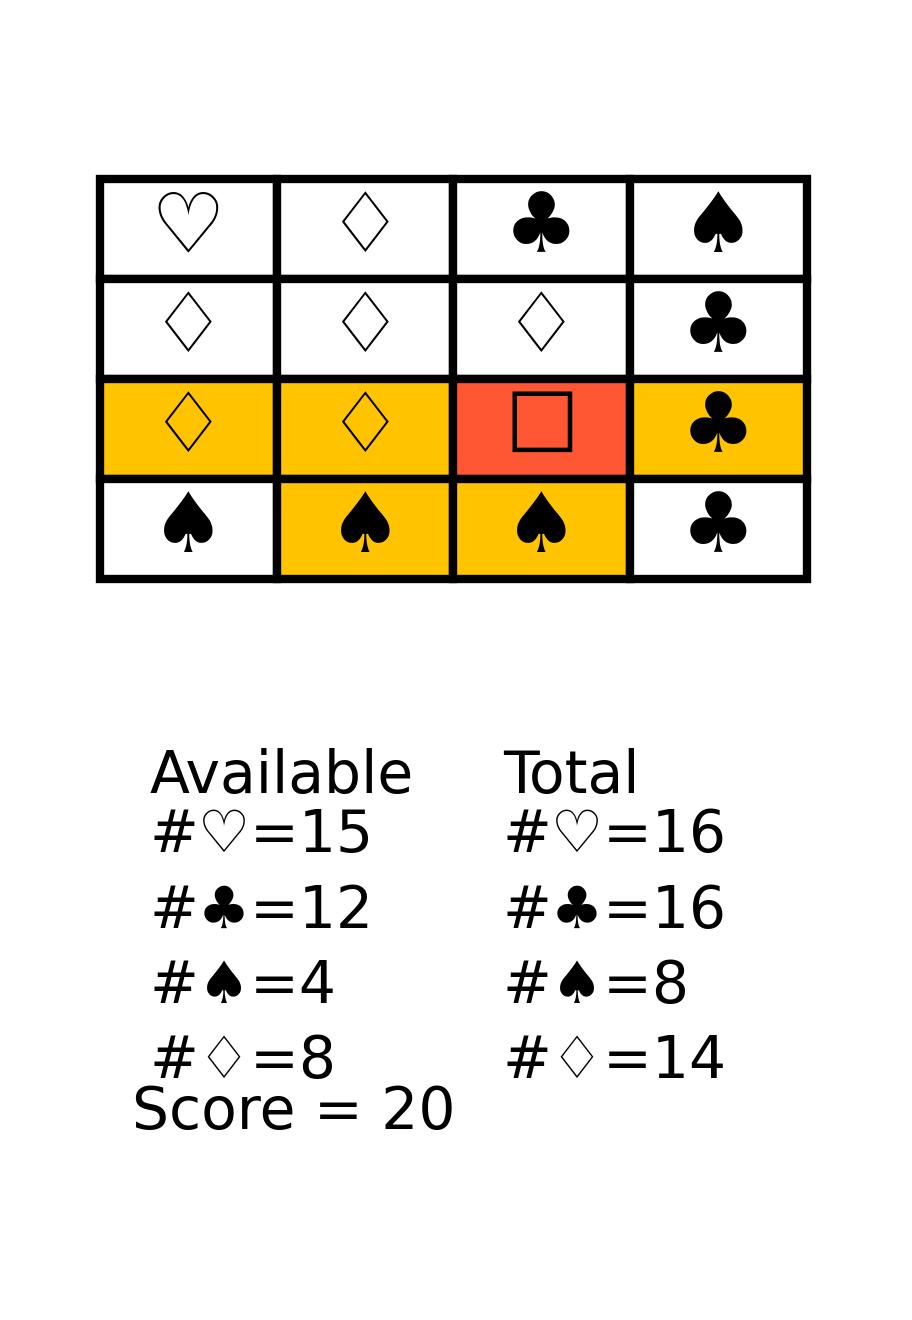 ♡ ♢ ♣ ♠
♢ ♢ ♢ ♣
♢ ♢ □ ♣
♠ ♠ ♠ ♣
Available Total
#♡=15 #♡=16
#♣=12 #♣=16
#♠=4 #♠=8
#♢=8 #♢=14
Score = 20